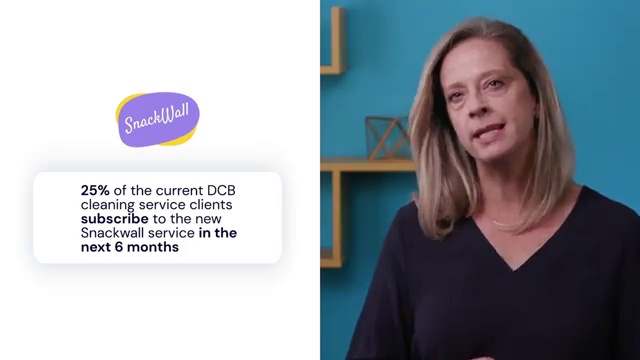 SnackWall
25% of the current DCB
cleaning service clients
subscribe to the new
Snackwall service in the
next 6 months